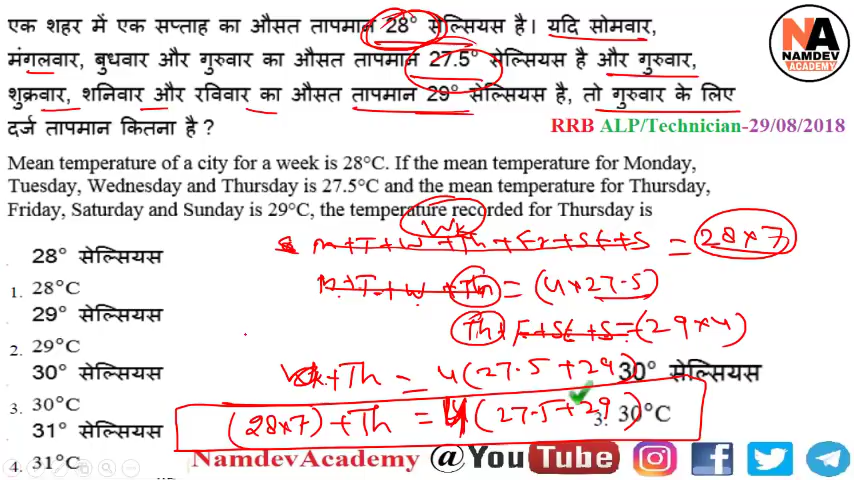 एक शहर में एक सप्ताह का औसत तापमान 28° सेल्सियस है। यदि सोमवार,
मंगलवार, बुधवार और गुरुवार का औसत तापमान 27.5° सेल्सियस है और गुरुवार,
शुक्रवार, शनिवार और रविवार का औसत तापमान 29° सेल्सियस है, तो गुरुवार के लिए
दर्ज तापमान कितना है ?
NA
NAMDEV
ACADEMY
RRB ALP/Technician-29/08/2018
Mean temperature of a city for a week is 28°C. If the mean temperature for Monday,
Tuesday, Wednesday and Thursday is 27.5°C and the mean temperature for Thursday,
Friday, Saturday and Sunday is 29°C, the temperature recorded for Thursday is
Wk
M+T+W+Th+Fr+St+S = 28×7
M+T+W+Th = (4×27.5)
Th+F+St+S=(29×4)
Wk+Th = 4(27.5+29)
(28×7)+Th = 4(27.5+29)
28° सेल्सियस
1. 28°C
29° सेल्सियस
2. 29°C
30° सेल्सियस
3. 30°C
31° सेल्सियस
4. 31°C
30° सेल्सियस
3. 30°C
NamdevAcademy @YouTube